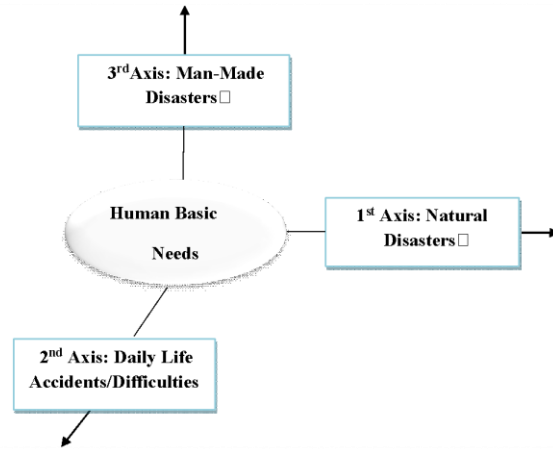 3rd Axis: Man-Made
Disasters□
Human Basic
Needs
1st Axis: Natural
Disasters□
2nd Axis: Daily Life
Accidents/Difficulties